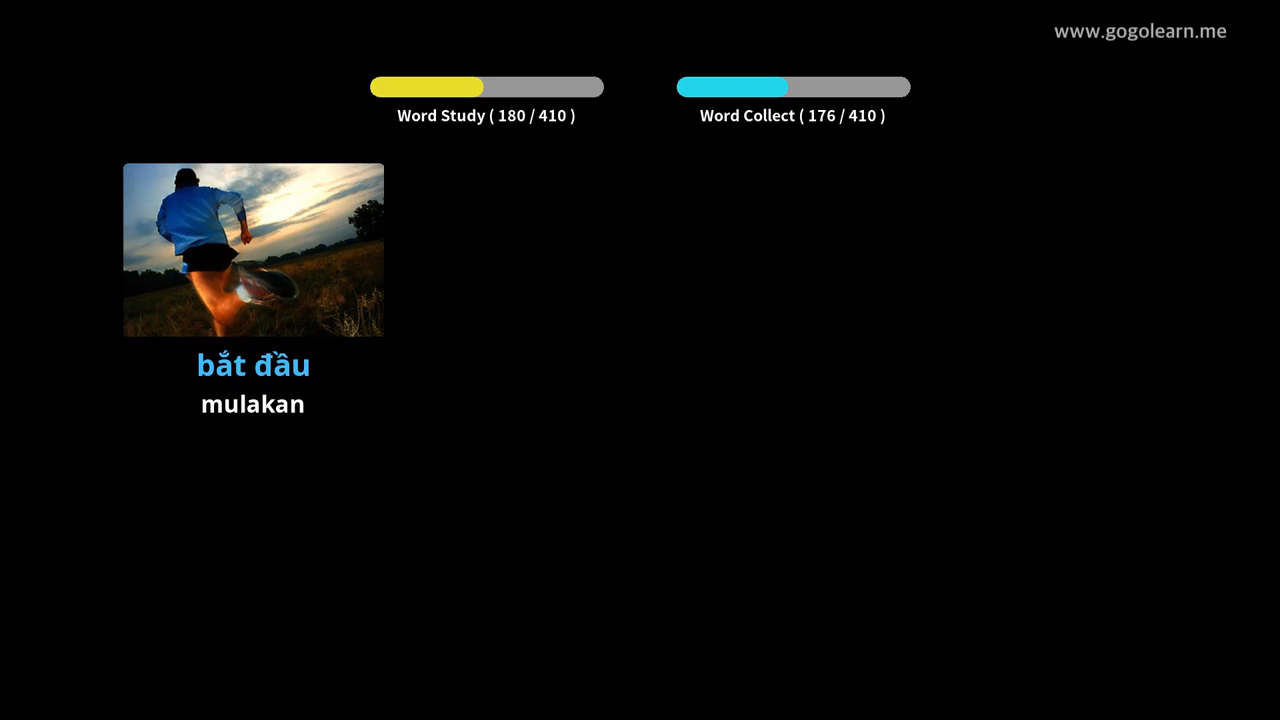 www.gogolearn.me
Word Study ( 180 / 410 )
Word Collect ( 176 / 410 )
bắt đầu
mulakan